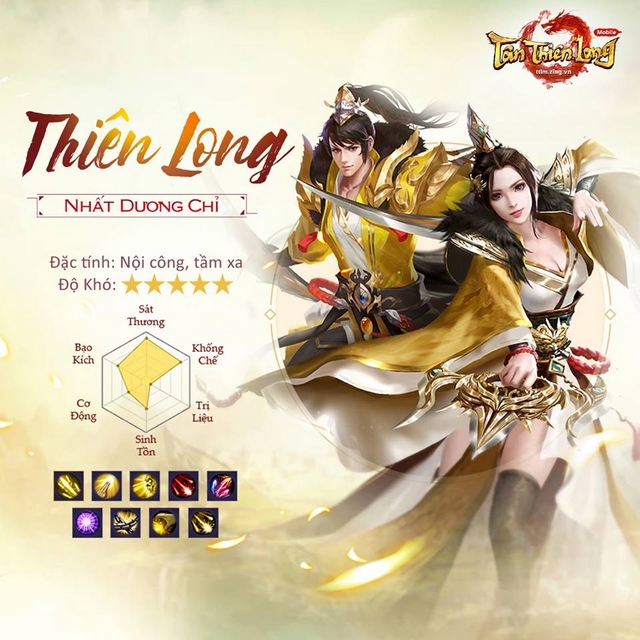 Tân Thiên Long
Mobile
tlm.zing.vn
Thiên Long
NHẤT DƯƠNG CHỈ
Đặc tính: Nội công, tầm xa
Độ Khó:
Sát
Thương
Bạo
Kích
Khống
Chế
Cơ
Động
Trị
Liệu
Sinh
Tồn